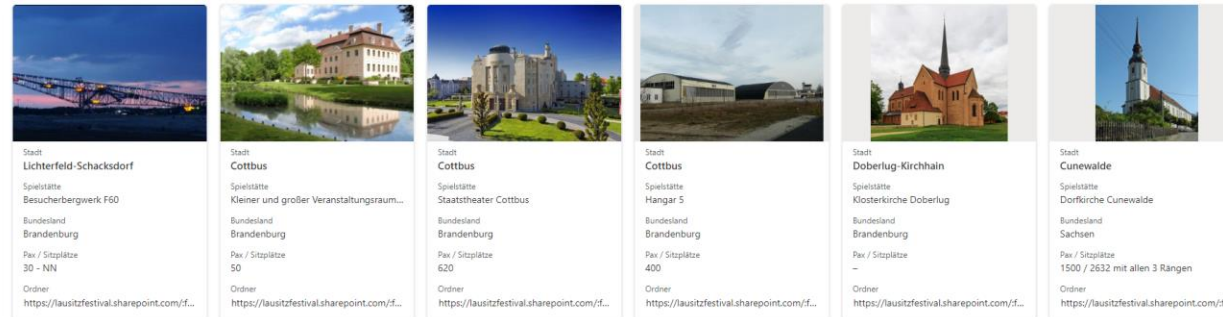 Stadt
Lichterfeld-Schacksdorf
Spielstätte
Besucherbergwerk F60
Bundesland
Brandenburg
Pax / Sitzplätze
30 - NN
Ordner
https://lausitzfestival.sharepoint.com/:f...
Stadt
Cottbus
Spielstätte
Kleiner und großer Veranstaltungsraum...
Bundesland
Brandenburg
Pax / Sitzplätze
50
Ordner
https://lausitzfestival.sharepoint.com/:f...
Stadt
Cottbus
Spielstätte
Staatstheater Cottbus
Bundesland
Brandenburg
Pax / Sitzplätze
620
Ordner
https://lausitzfestival.sharepoint.com/:f...
Stadt
Cottbus
Spielstätte
Hangar 5
Bundesland
Brandenburg
Pax / Sitzplätze
400
Ordner
https://lausitzfestival.sharepoint.com/:f...
Stadt
Doberlug-Kirchhain
Spielstätte
Klosterkirche Doberlug
Bundesland
Brandenburg
Pax / Sitzplätze
–
Ordner
https://lausitzfestival.sharepoint.com/:f...
Stadt
Cunewalde
Spielstätte
Dorfkirche Cunewalde
Bundesland
Sachsen
Pax / Sitzplätze
1500 / 2632 mit allen 3 Rängen
Ordner
https://lausitzfestival.sharepoint.com/:f